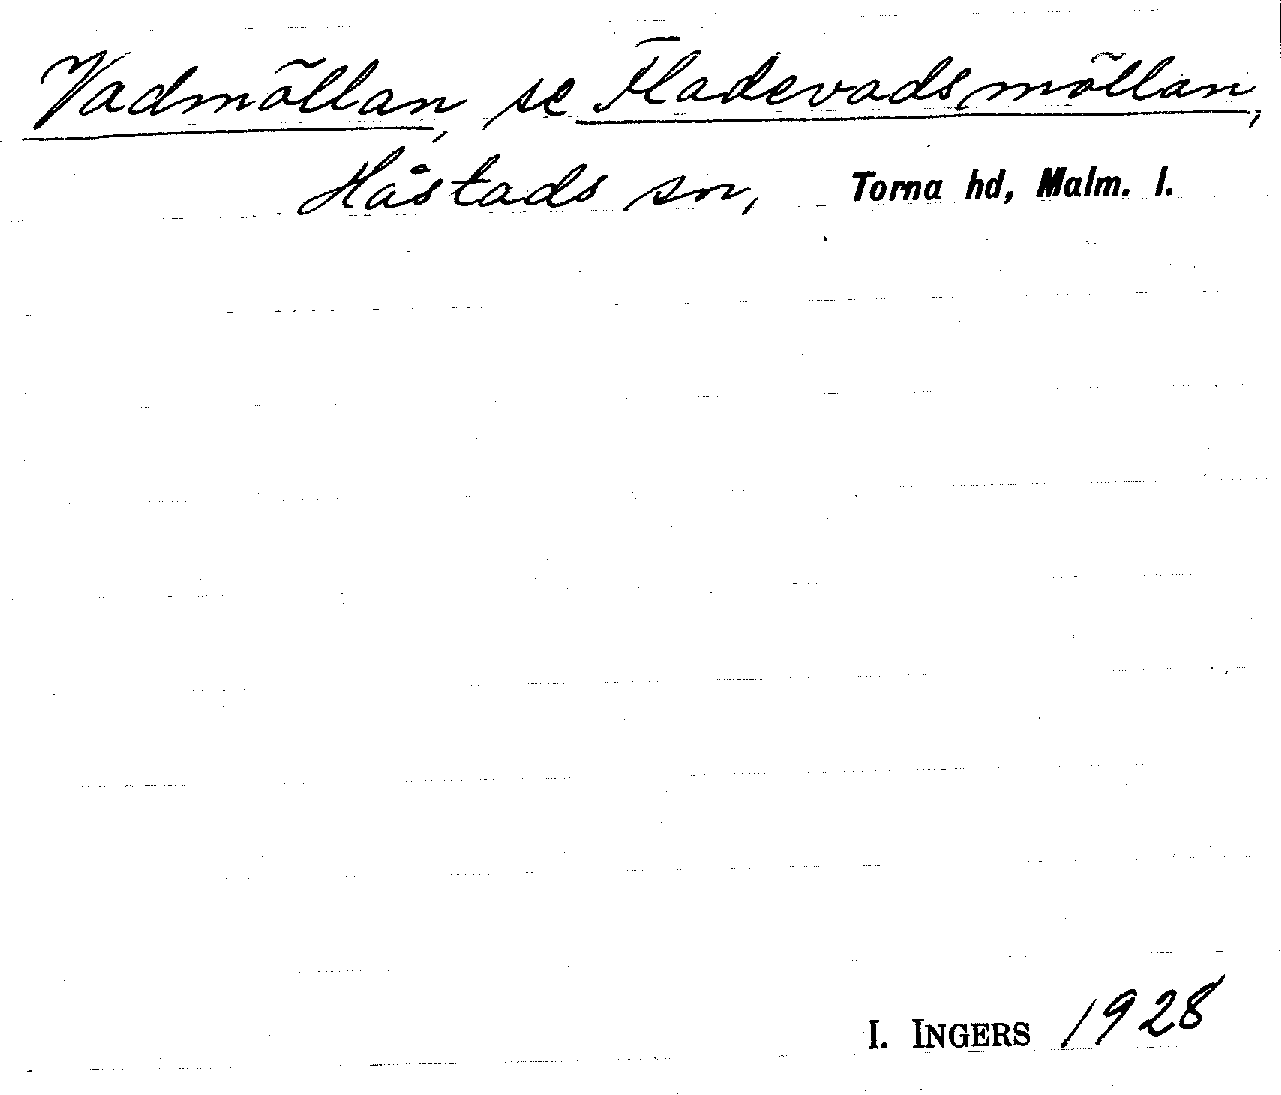 Vadmöllan, se Fladevadsmöllan,
Håstads sn, Torna hd, Malm. l.
I. INGERS 1928